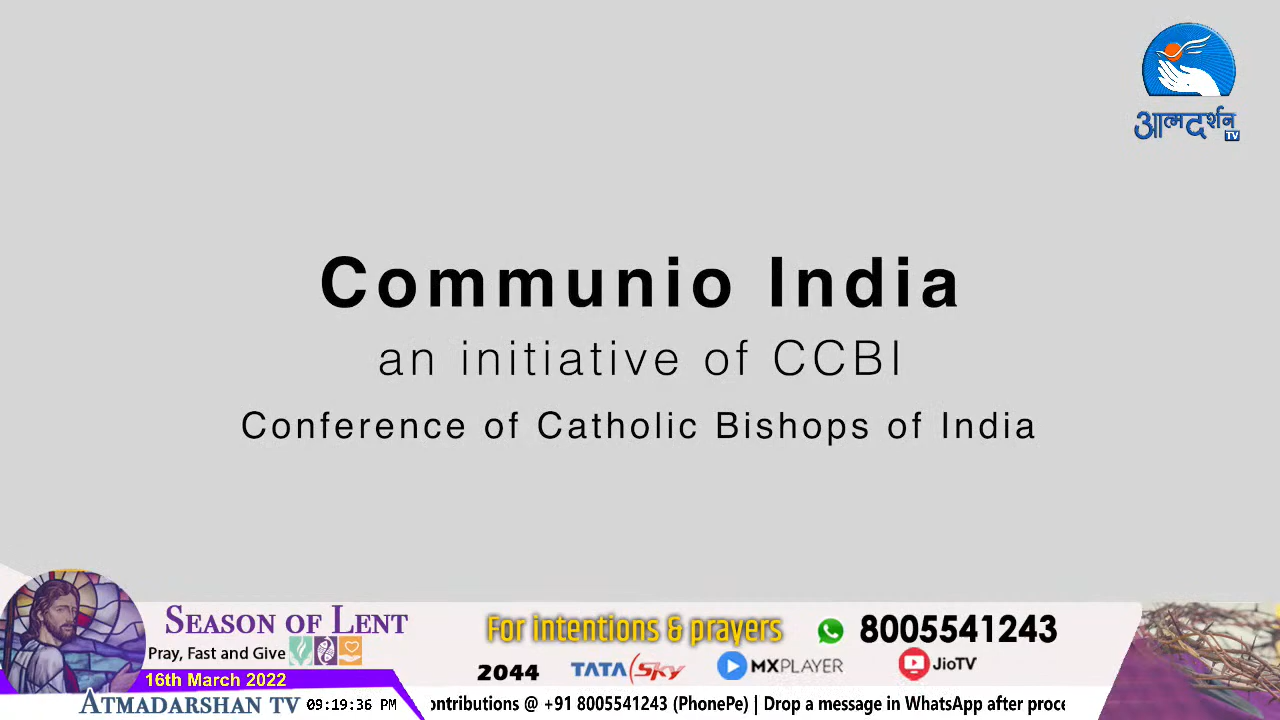 आत्मदर्शन
TV
Communio India
an initiative of CCBI
Conference of Catholic Bishops of India
SEASON OF LENT
Pray, Fast and Give
For intentions & prayers
8005541243
2044
TATA Sky
MXPLAYER
JioTV
16th March 2022
ATMADARSHAN TV
09:19:36 PM
ontributions @ +91 8005541243 (PhonePe) | Drop a message in WhatsApp after proce